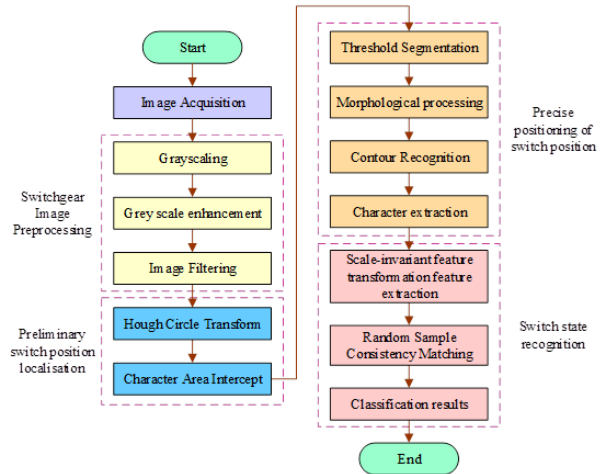 Start
Image Acquisition
Grayscaling
Grey scale enhancement
Image Filtering
Switchgear
Image
Preprocessing
Hough Circle Transform
Character Area Intercept
Preliminary
switch position
localisation
Threshold Segmentation
Morphological processing
Contour Recognition
Character extraction
Precise
positioning of
switch position
Scale-invariant feature
transformation feature
extraction
Random Sample
Consistency Matching
Classification results
Switch state
recognition
End